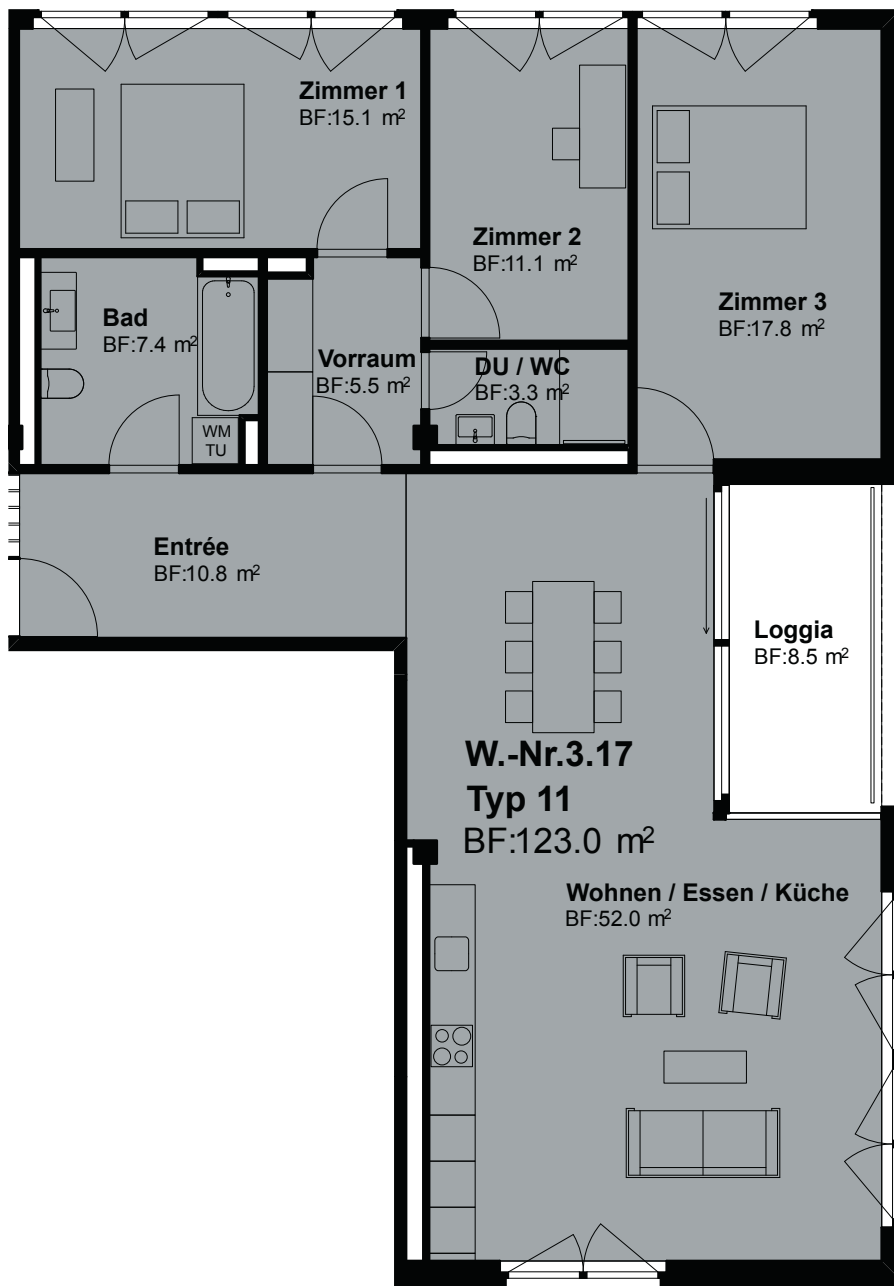 Zimmer 1
BF:15.1 m²
Zimmer 2
BF:11.1 m²
Zimmer 3
BF:17.8 m²
Bad
BF:7.4 m²
Vorraum
BF:5.5 m²
DU / WC
BF:3.3 m²
WM
TU
Entrée
BF:10.8 m²
Loggia
BF:8.5 m²
W.-Nr.3.17
Typ 11
BF:123.0 m²
Wohnen / Essen / Küche
BF:52.0 m²